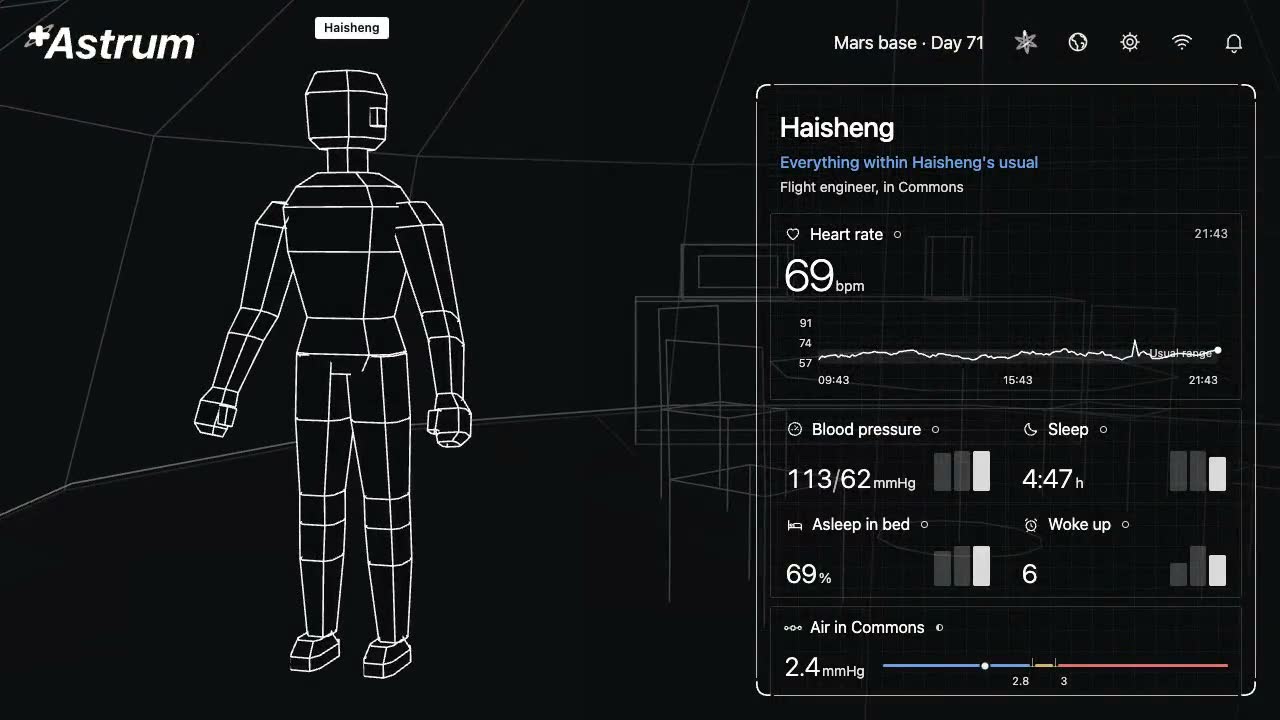 Astrum
Haisheng
Mars base · Day 71
Haisheng
Everything within Haisheng's usual
Flight engineer, in Commons
Heart rate
21:43
69 bpm
91
74
57
Usual range
09:43
15:43
21:43
Blood pressure
113/62 mmHg
Sleep
4:47 h
Asleep in bed
69 %
Woke up
6
Air in Commons
2.4 mmHg
2.8
3